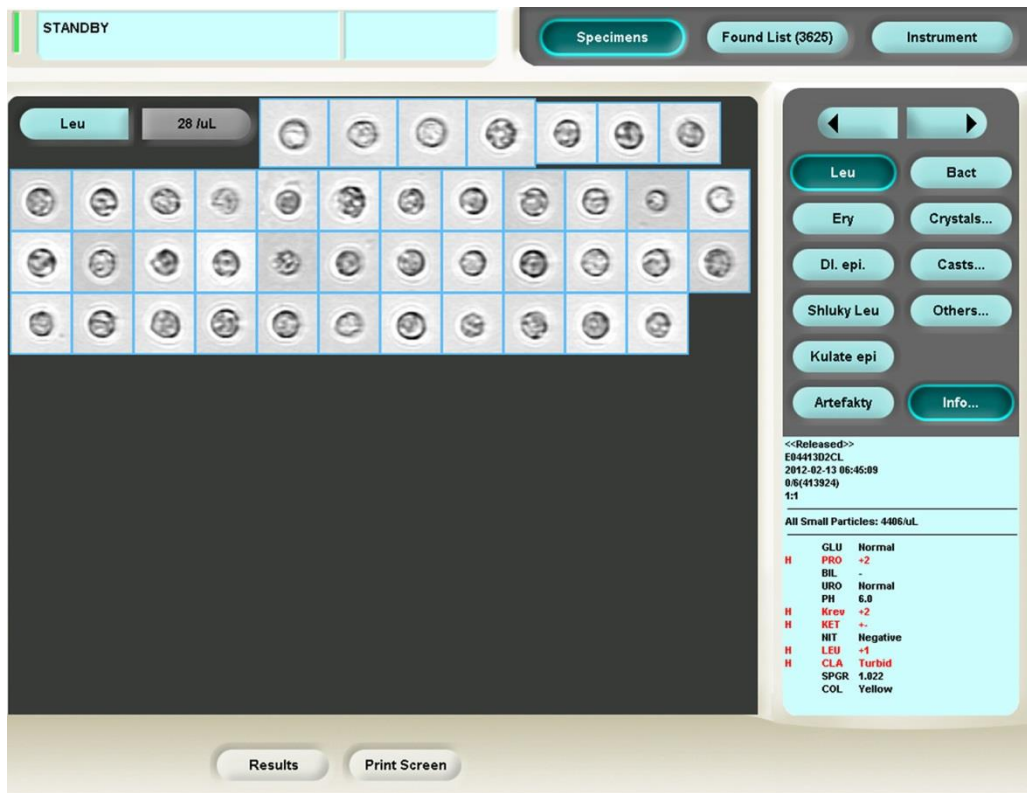 STANDBY
Specimens
Found List (3625)
Instrument
Leu
28 /uL
Leu
Bact
Ery
Crystals...
Dl. epi.
Casts...
Shluky Leu
Others...
Kulate epi
Artefakty
Info...
<<Released>>
E04413D2CL
2012-02-13 06:45:09
0/6(413924)
1:1
All Small Particles: 4406/uL
GLU Normal
H PRO +2
BIL -
URO Normal
PH 6.0
H Krev +2
H KET +-
NIT Negative
H LEU +1
H CLA Turbid
SPGR 1.022
COL Yellow
Results
Print Screen